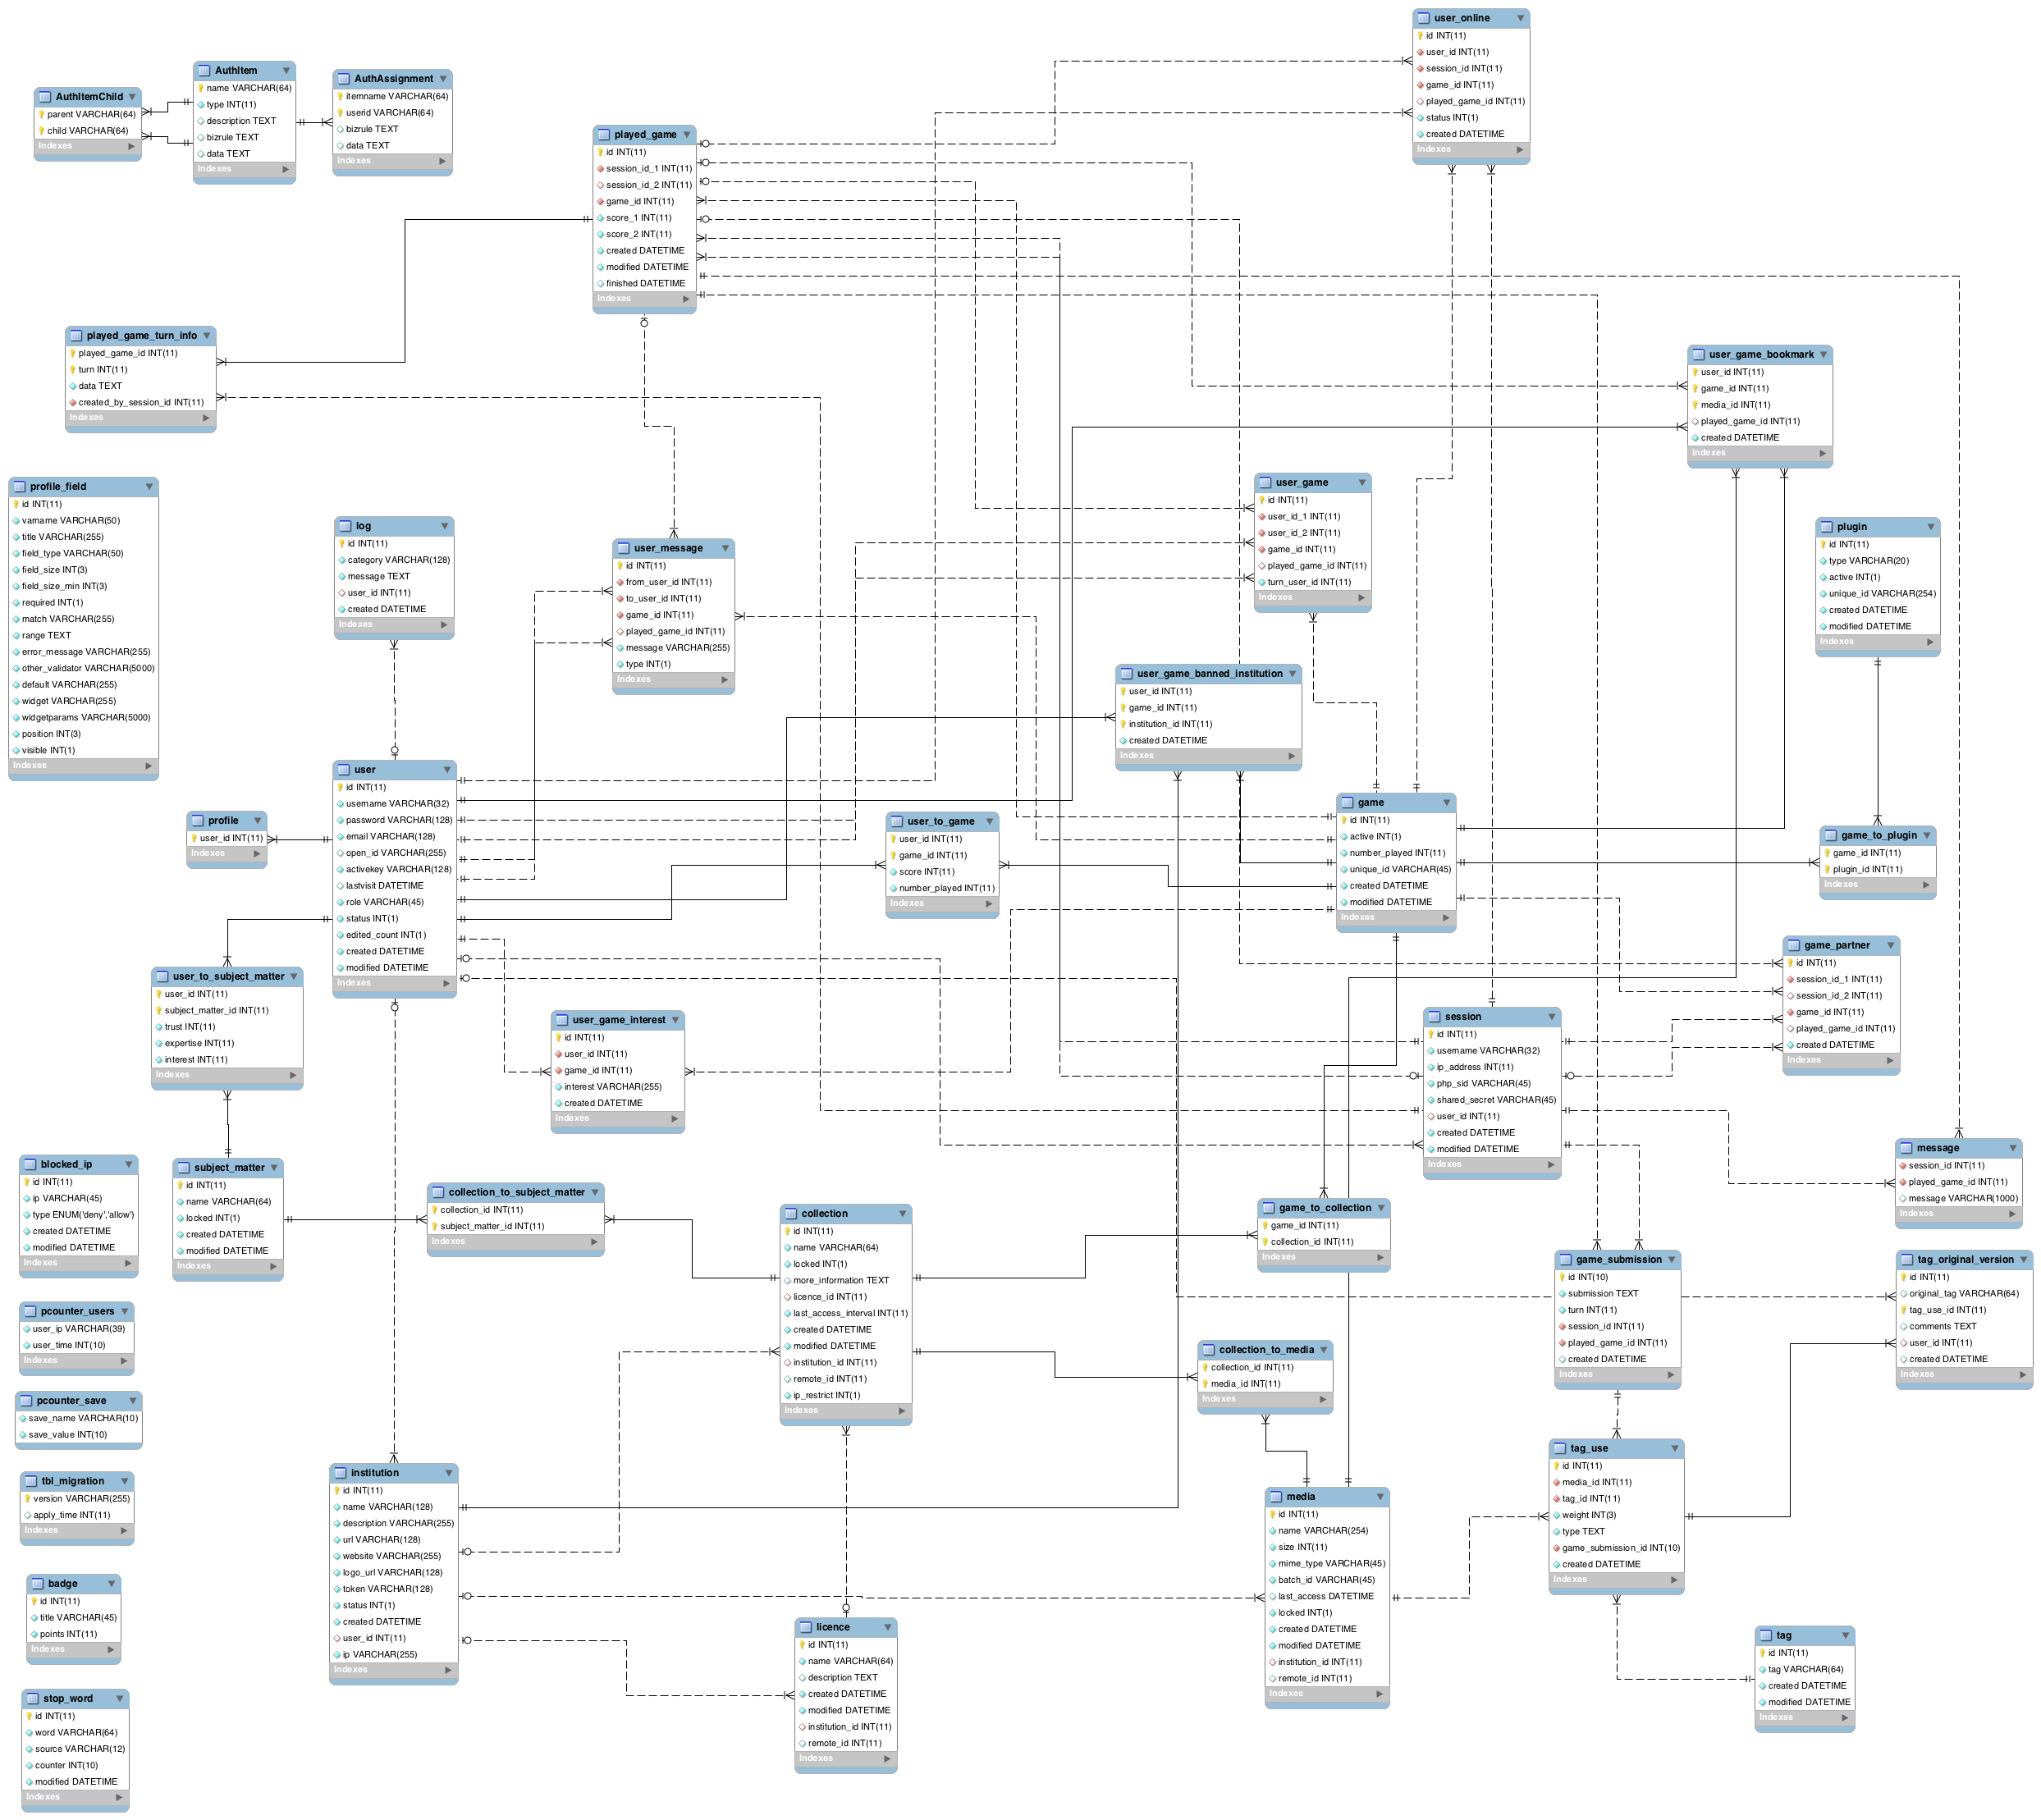 user_online
id INT(11)
user_id INT(11)
session_id INT(11)
game_id INT(11)
played_game_id INT(11)
status INT(1)
created DATETIME
Indexes
AuthItem
name VARCHAR(64)
type INT(11)
description TEXT
bizrule TEXT
data TEXT
Indexes
AuthAssignment
itemname VARCHAR(64)
userid VARCHAR(64)
bizrule TEXT
data TEXT
Indexes
AuthItemChild
parent VARCHAR(64)
child VARCHAR(64)
Indexes
played_game
id INT(11)
session_id_1 INT(11)
session_id_2 INT(11)
game_id INT(11)
score_1 INT(11)
score_2 INT(11)
created DATETIME
modified DATETIME
finished DATETIME
Indexes
played_game_turn_info
played_game_id INT(11)
turn INT(11)
data TEXT
created_by_session_id INT(11)
Indexes
user_game_bookmark
user_id INT(11)
game_id INT(11)
media_id INT(11)
played_game_id INT(11)
created DATETIME
Indexes
profile_field
id INT(11)
varname VARCHAR(50)
title VARCHAR(255)
field_type VARCHAR(50)
field_size INT(3)
field_size_min INT(3)
required INT(1)
match VARCHAR(255)
range TEXT
error_message VARCHAR(255)
other_validator VARCHAR(5000)
default VARCHAR(255)
widget VARCHAR(255)
widgetparams VARCHAR(5000)
position INT(3)
visible INT(1)
Indexes
log
id INT(11)
category VARCHAR(128)
message TEXT
user_id INT(11)
created DATETIME
Indexes
user_message
id INT(11)
from_user_id INT(11)
to_user_id INT(11)
game_id INT(11)
played_game_id INT(11)
message VARCHAR(255)
type INT(1)
Indexes
user_game
id INT(11)
user_id_1 INT(11)
user_id_2 INT(11)
game_id INT(11)
played_game_id INT(11)
turn_user_id INT(11)
Indexes
plugin
id INT(11)
type VARCHAR(20)
active INT(1)
unique_id VARCHAR(254)
created DATETIME
modified DATETIME
Indexes
user_game_banned_institution
user_id INT(11)
game_id INT(11)
institution_id INT(11)
created DATETIME
Indexes
user
id INT(11)
username VARCHAR(32)
password VARCHAR(128)
email VARCHAR(128)
open_id VARCHAR(255)
activekey VARCHAR(128)
lastvisit DATETIME
role VARCHAR(45)
status INT(1)
edited_count INT(1)
created DATETIME
modified DATETIME
Indexes
profile
user_id INT(11)
Indexes
user_to_game
user_id INT(11)
game_id INT(11)
score INT(11)
number_played INT(11)
Indexes
game
id INT(11)
active INT(1)
number_played INT(11)
unique_id VARCHAR(45)
created DATETIME
modified DATETIME
Indexes
game_to_plugin
game_id INT(11)
plugin_id INT(11)
Indexes
game_partner
id INT(11)
session_id_1 INT(11)
session_id_2 INT(11)
game_id INT(11)
played_game_id INT(11)
created DATETIME
Indexes
user_to_subject_matter
user_id INT(11)
subject_matter_id INT(11)
trust INT(11)
expertise INT(11)
interest INT(11)
Indexes
user_game_interest
id INT(11)
user_id INT(11)
game_id INT(11)
interest VARCHAR(255)
created DATETIME
Indexes
session
id INT(11)
username VARCHAR(32)
ip_address INT(11)
php_sid VARCHAR(45)
shared_secret VARCHAR(45)
user_id INT(11)
created DATETIME
modified DATETIME
Indexes
message
session_id INT(11)
played_game_id INT(11)
message VARCHAR(1000)
Indexes
blocked_ip
id INT(11)
ip VARCHAR(45)
type ENUM('deny','allow')
created DATETIME
modified DATETIME
Indexes
subject_matter
id INT(11)
name VARCHAR(64)
locked INT(1)
created DATETIME
modified DATETIME
Indexes
collection_to_subject_matter
collection_id INT(11)
subject_matter_id INT(11)
Indexes
collection
id INT(11)
name VARCHAR(64)
locked INT(1)
more_information TEXT
licence_id INT(11)
last_access_interval INT(11)
created DATETIME
modified DATETIME
institution_id INT(11)
remote_id INT(11)
ip_restrict INT(1)
Indexes
game_to_collection
game_id INT(11)
collection_id INT(11)
Indexes
game_submission
id INT(10)
submission TEXT
turn INT(11)
session_id INT(11)
played_game_id INT(11)
created DATETIME
Indexes
tag_original_version
id INT(11)
original_tag VARCHAR(64)
tag_use_id INT(11)
comments TEXT
user_id INT(11)
created DATETIME
Indexes
pcounter_users
user_ip VARCHAR(39)
user_time INT(10)
Indexes
collection_to_media
collection_id INT(11)
media_id INT(11)
Indexes
pcounter_save
save_name VARCHAR(10)
save_value INT(10)
tbl_migration
version VARCHAR(255)
apply_time INT(11)
Indexes
institution
id INT(11)
name VARCHAR(128)
description VARCHAR(255)
url VARCHAR(128)
website VARCHAR(255)
logo_url VARCHAR(128)
token VARCHAR(128)
status INT(1)
created DATETIME
user_id INT(11)
ip VARCHAR(255)
Indexes
media
id INT(11)
name VARCHAR(254)
size INT(11)
mime_type VARCHAR(45)
batch_id VARCHAR(45)
last_access DATETIME
locked INT(1)
created DATETIME
modified DATETIME
institution_id INT(11)
remote_id INT(11)
Indexes
tag_use
id INT(11)
media_id INT(11)
tag_id INT(11)
weight INT(3)
type TEXT
game_submission_id INT(10)
created DATETIME
Indexes
badge
id INT(11)
title VARCHAR(45)
points INT(11)
Indexes
licence
id INT(11)
name VARCHAR(64)
description TEXT
created DATETIME
modified DATETIME
institution_id INT(11)
remote_id INT(11)
Indexes
tag
id INT(11)
tag VARCHAR(64)
created DATETIME
modified DATETIME
Indexes
stop_word
id INT(11)
word VARCHAR(64)
source VARCHAR(12)
counter INT(10)
modified DATETIME
Indexes